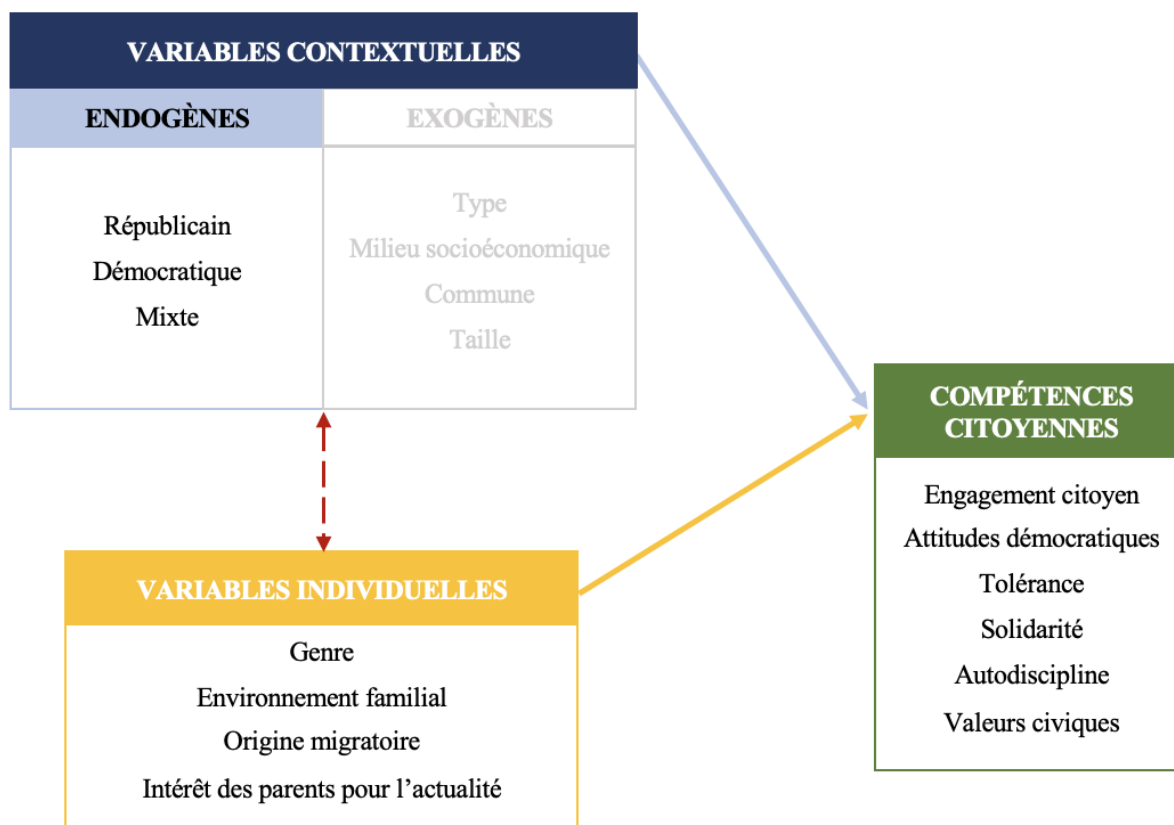 VARIABLES CONTEXTUELLES
ENDOGÈNES
EXOGÈNES
Républicain
Démocratique
Mixte
Type
Milieu socioéconomique
Commune
Taille
COMPÉTENCES
CITOYENNES
Engagement citoyen
Attitudes démocratiques
Tolérance
Solidarité
Autodiscipline
Valeurs civiques
VARIABLES INDIVIDUELLES
Genre
Environnement familial
Origine migratoire
Intérêt des parents pour l’actualité